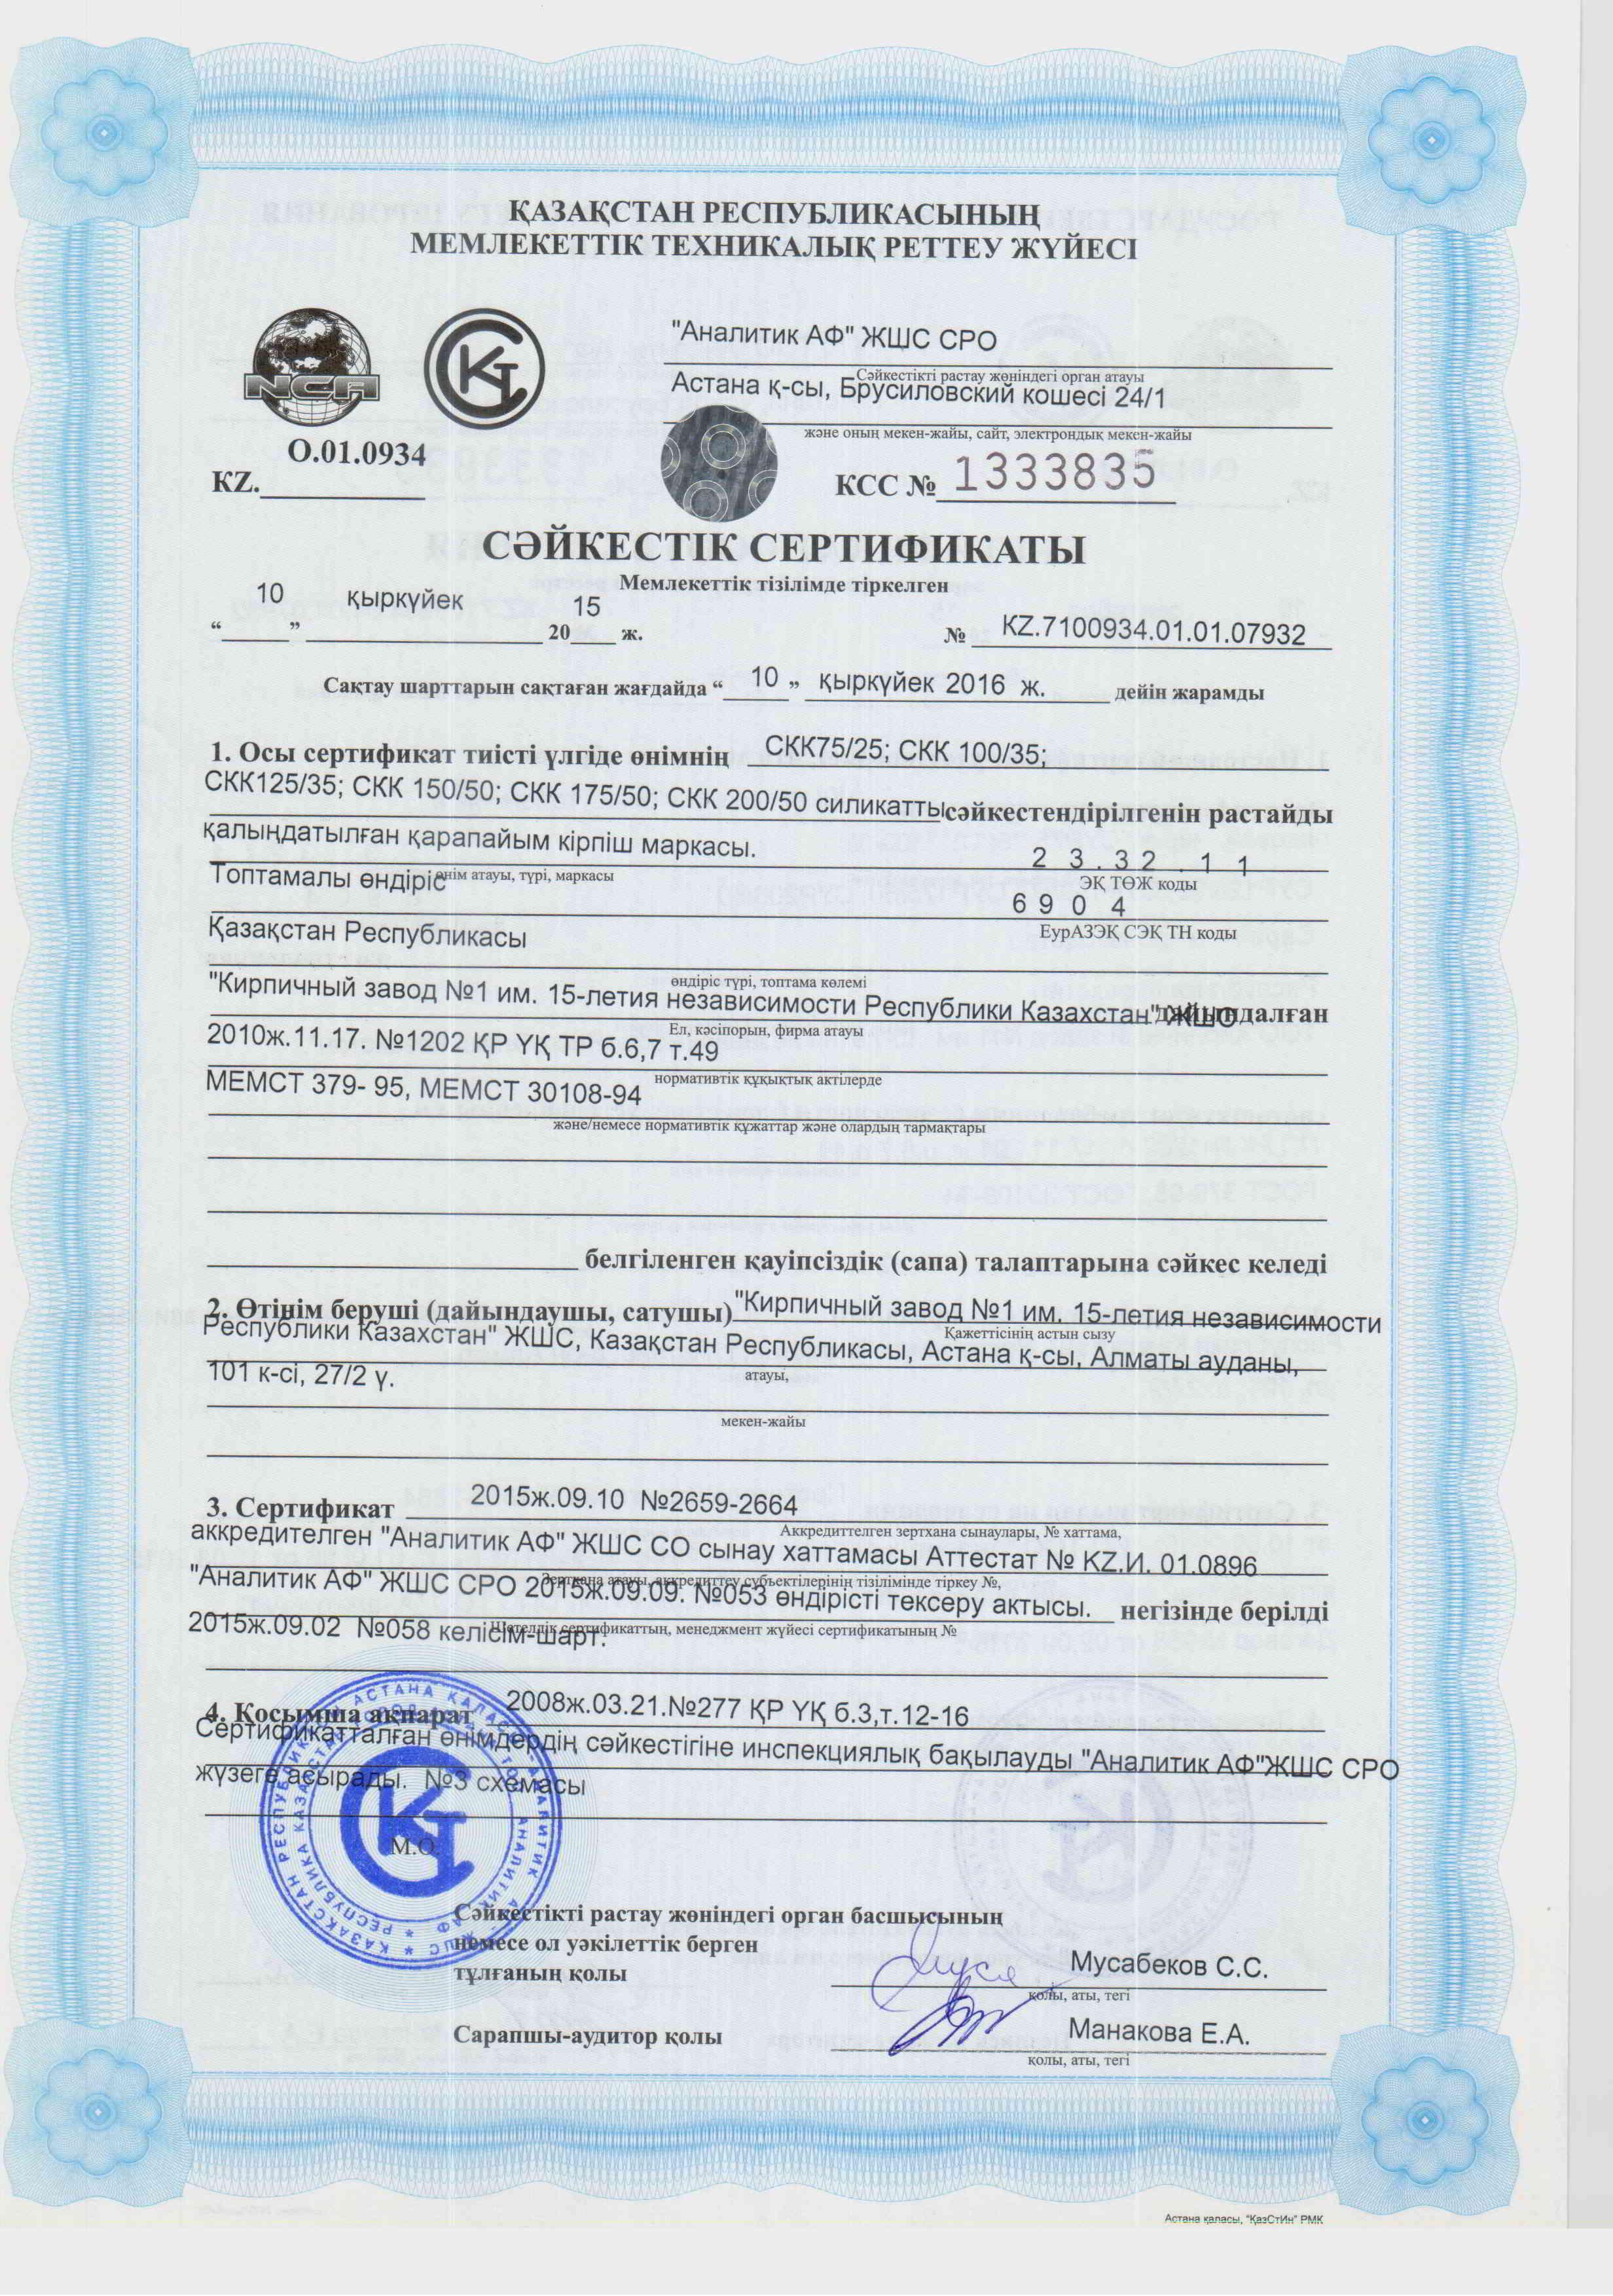 ҚАЗАҚСТАН РЕСПУБЛИКАСЫНЫҢ
МЕМЛЕКЕТТІК ТЕХНИКАЛЫҚ РЕТТЕУ ЖҮЙЕСІ
NCA
"Аналитик АФ" ЖШС СРО
Сәйкестікті растау жөніндегі орган атауы
Астана қ-сы, Брусиловский кошесі 24/1
және оның мекен-жайы, сайт, электрондық мекен-жайы
KZ. О.01.0934
КСС № 1333835
СӘЙКЕСТІК СЕРТИФИКАТЫ
Мемлекеттік тізілімде тіркелген
“ 10 ” қыркүйек 20 15 ж. № KZ.7100934.01.01.07932
Сақтау шарттарын сақтаған жағдайда “ 10 ” қыркүйек 2016 ж. дейін жарамды
1. Осы сертификат тиісті үлгіде өнімнің СКК75/25; СКК 100/35;
СКК125/35; СКК 150/50; СКК 175/50; СКК 200/50 силикатты сәйкестендірілгенін растайды
қалыңдатылған қарапайым кірпіш маркасы. 23.32.11
өнім атауы, түрі, маркасы ЭҚ ТӨЖ коды
Топтамалы өндіріс 6904
ЕурАЗЭҚ СЭҚ ТН коды
Қазақстан Республикасы
өндіріс түрі, топтама көлемі
"Кирпичный завод №1 им. 15-летия независимости Республики Казахстан" ЖШС дайындалған
Ел, кәсіпорын, фирма атауы
2010ж.11.17. №1202 ҚР ҮҚ ТР б.6,7 т.49
нормативтік құқықтық актілерде
МЕМСТ 379- 95, МЕМСТ 30108-94
және/немесе нормативтік құжаттар және олардың тармақтары
белгіленген қауіпсіздік (сапа) талаптарына сәйкес келеді
2. Өтінім беруші (дайындаушы, сатушы) "Кирпичный завод №1 им. 15-летия независимости
Қажеттісінің астын сызу
Республики Казахстан" ЖШС, Казақстан Республикасы, Астана қ-сы, Алматы ауданы,
атауы,
101 к-сі, 27/2 ү.
мекен-жайы
3. Сертификат 2015ж.09.10 №2659-2664
Аккредиттелген зертхана сынаулары, № хаттама,
аккредителген "Аналитик АФ" ЖШС СО сынау хаттамасы Аттестат № KZ.И. 01.0896
Зертхана атауы, аккредиттеу субъектілерінің тізілімінде тіркеу №,
"Аналитик АФ" ЖШС СРО 2015ж.09.09. №053 өндірісті тексеру актысы. негізінде берілді
Шетелдік сертификаттың, менеджмент жүйесі сертификатының №
2015ж.09.02 №058 келісім-шарт.
4. Қосымша ақпарат 2008ж.03.21.№277 ҚР ҮҚ б.3,т.12-16
Сертификатталған өнімдердің сәйкестігіне инспекциялық бақылауды "Аналитик АФ"ЖШС СРО
жүзеге асырады. №3 схемасы
М.О.
Сәйкестікті растау жөніндегі орган басшысының
немесе ол уәкілеттік берген
тұлғаның қолы Мусабеков С.С.
қолы, аты, тегі
Сарапшы-аудитор қолы Манакова Е.А.
қолы, аты, тегі
Астана қаласы, "ҚазСтИн" РМК